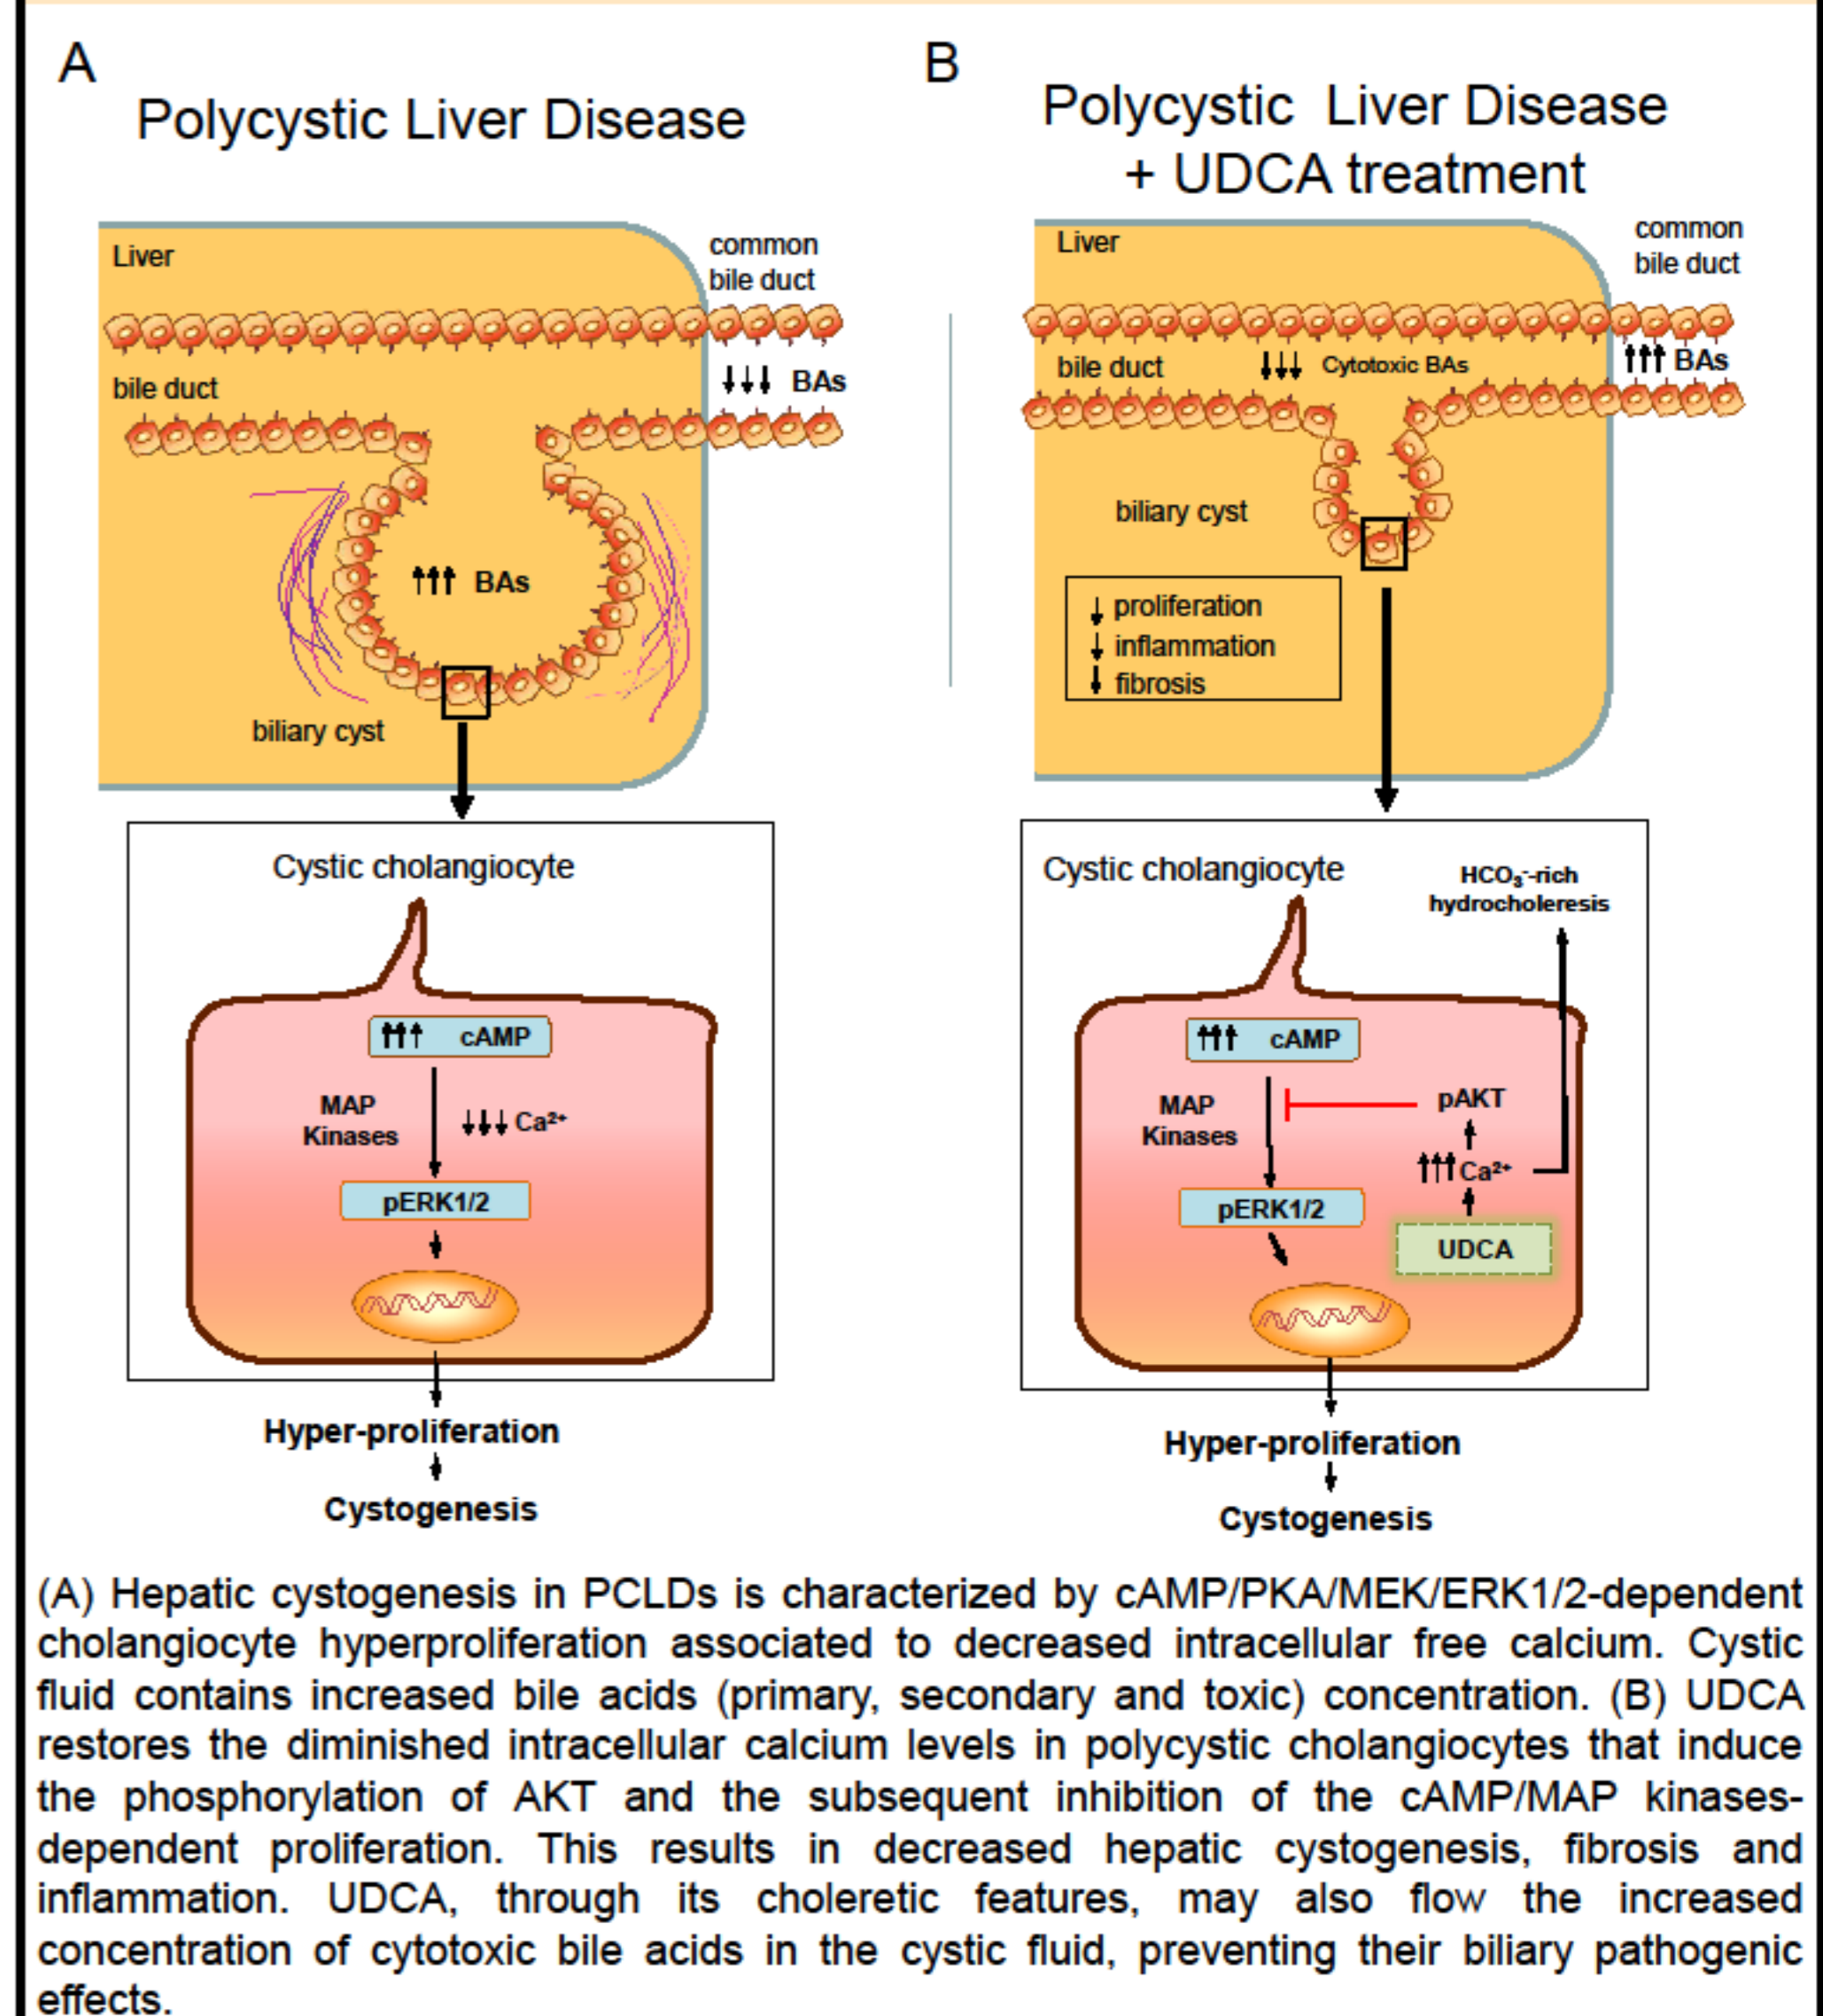 A
Polycystic Liver Disease
Liver
common
bile duct
bile duct
↓↓↓ BAs
↑↑↑ BAs
biliary cyst
Cystic cholangiocyte
↑↑↑ cAMP
MAP
Kinases
↓↓↓ Ca²⁺
pERK1/2
Hyper-proliferation
Cystogenesis
B
Polycystic Liver Disease
+ UDCA treatment
Liver
common
bile duct
bile duct
↓↓↓ Cytotoxic BAs
↑↑↑ BAs
biliary cyst
↓ proliferation
↓ inflammation
↓ fibrosis
Cystic cholangiocyte
HCO₃⁻-rich
hydrocholeresis
↑↑↑ cAMP
MAP
Kinases
pAKT
↑↑↑ Ca²⁺
pERK1/2
UDCA
Hyper-proliferation
Cystogenesis
(A) Hepatic cystogenesis in PCLDs is characterized by cAMP/PKA/MEK/ERK1/2-dependent
cholangiocyte hyperproliferation associated to decreased intracellular free calcium. Cystic
fluid contains increased bile acids (primary, secondary and toxic) concentration. (B) UDCA
restores the diminished intracellular calcium levels in polycystic cholangiocytes that induce
the phosphorylation of AKT and the subsequent inhibition of the cAMP/MAP kinases-
dependent proliferation. This results in decreased hepatic cystogenesis, fibrosis and
inflammation. UDCA, through its choleretic features, may also flow the increased
concentration of cytotoxic bile acids in the cystic fluid, preventing their biliary pathogenic
effects.